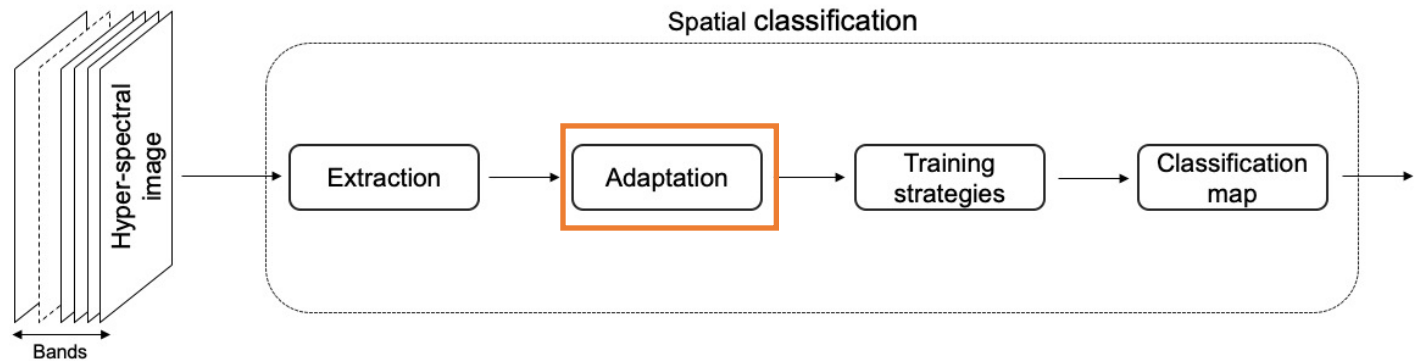 Spatial classification
Hyper-spectral
image
Extraction
Adaptation
Training
strategies
Classification
map
Bands